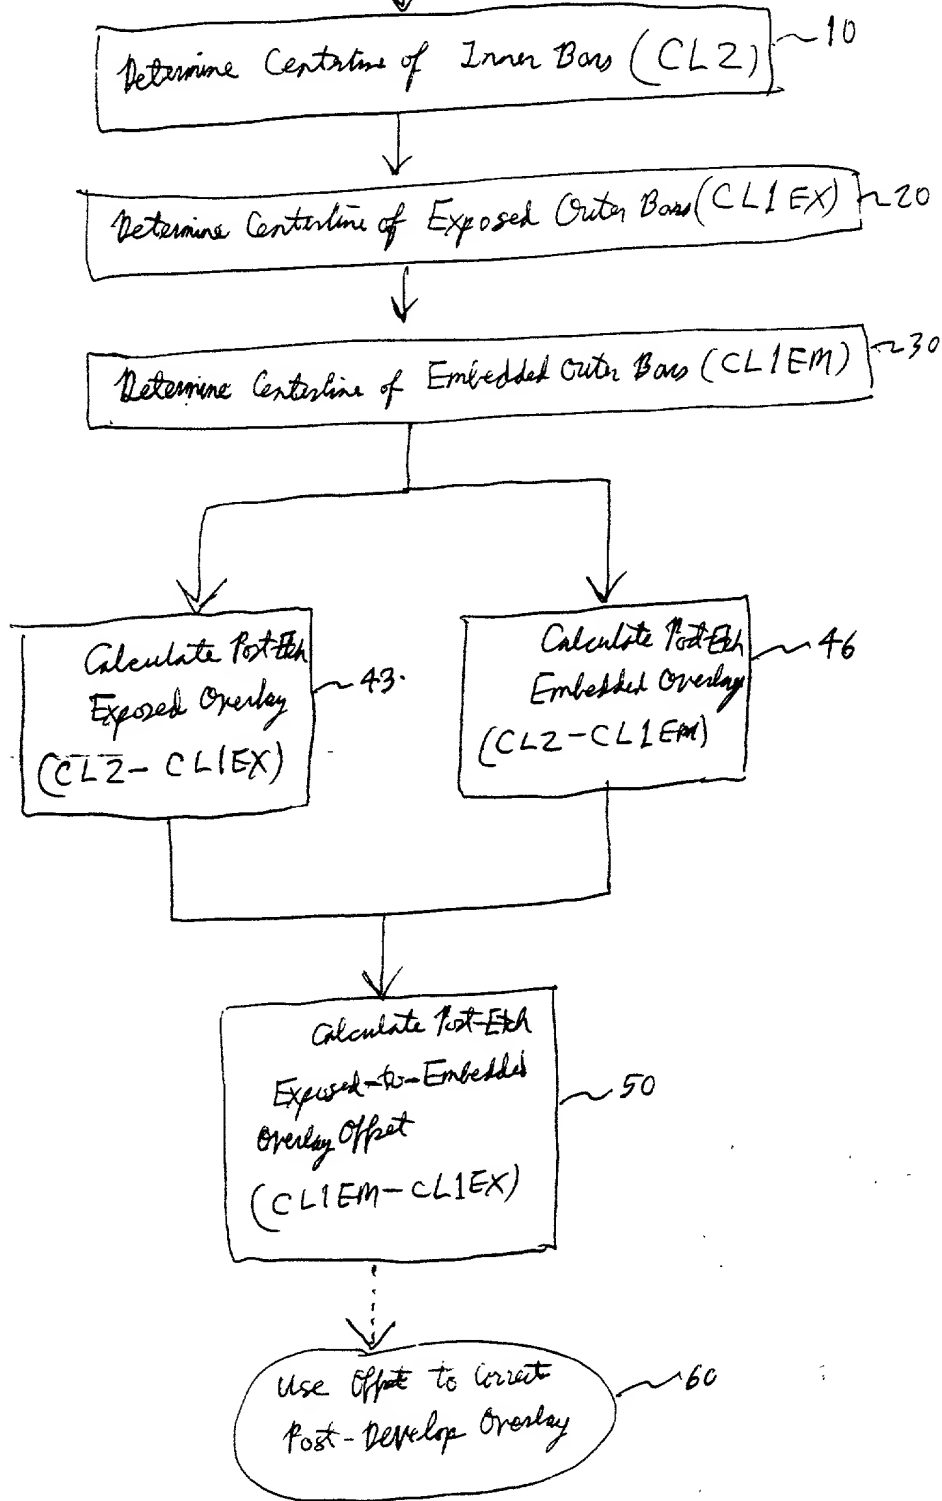 Determine Centerline of Inner Bars (CL2)
10
Determine Centerline of Exposed Outer Bars (CL1EX)
20
Determine Centerline of Embedded Outer Bars (CL1EM)
30
Calculate Post-Etch
Exposed Overlay
(CL2-CL1EX)
43
Calculate Post-Etch
Embedded Overlay
(CL2-CL1EM)
46
Calculate Post-Etch
Exposed-to-Embedded
Overlay Offset
(CL1EM-CL1EX)
50
Use Offset to Correct
Post-Develop Overlay
60